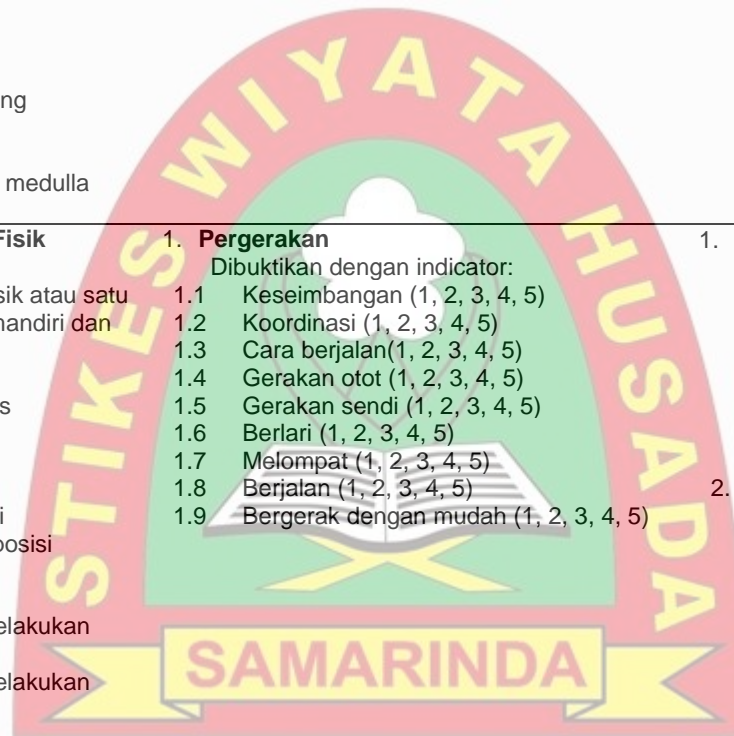 ng
medulla
Fisik
sik atau satu
nandiri dan
s
i
posisi
elakukan
elakukan
1. Pergerakan
Dibuktikan dengan indicator:
1.1 Keseimbangan (1, 2, 3, 4, 5)
1.2 Koordinasi (1, 2, 3, 4, 5)
1.3 Cara berjalan(1, 2, 3, 4, 5)
1.4 Gerakan otot (1, 2, 3, 4, 5)
1.5 Gerakan sendi (1, 2, 3, 4, 5)
1.6 Berlari (1, 2, 3, 4, 5)
1.7 Melompat (1, 2, 3, 4, 5)
1.8 Berjalan (1, 2, 3, 4, 5)
1.9 Bergerak dengan mudah (1, 2, 3, 4, 5)
1.
2.
STIKES WIYATA HUSADA
SAMARINDA